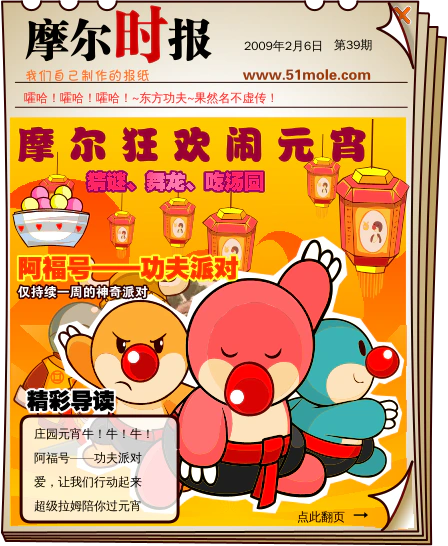 摩尔时报
2009年2月6日 第39期
我们自己制作的报纸
www.51mole.com
嚯哈！嚯哈！嚯哈！~东方功夫~果然名不虚传！
摩尔狂欢闹元宵
猜谜、舞龙、吃汤圆
阿福号——功夫派对
仅持续一周的神奇派对
精彩导读
庄园元宵牛！牛！牛！
阿福号——功夫派对
爱，让我们行动起来
超级拉姆陪你过元宵
点此翻页 →